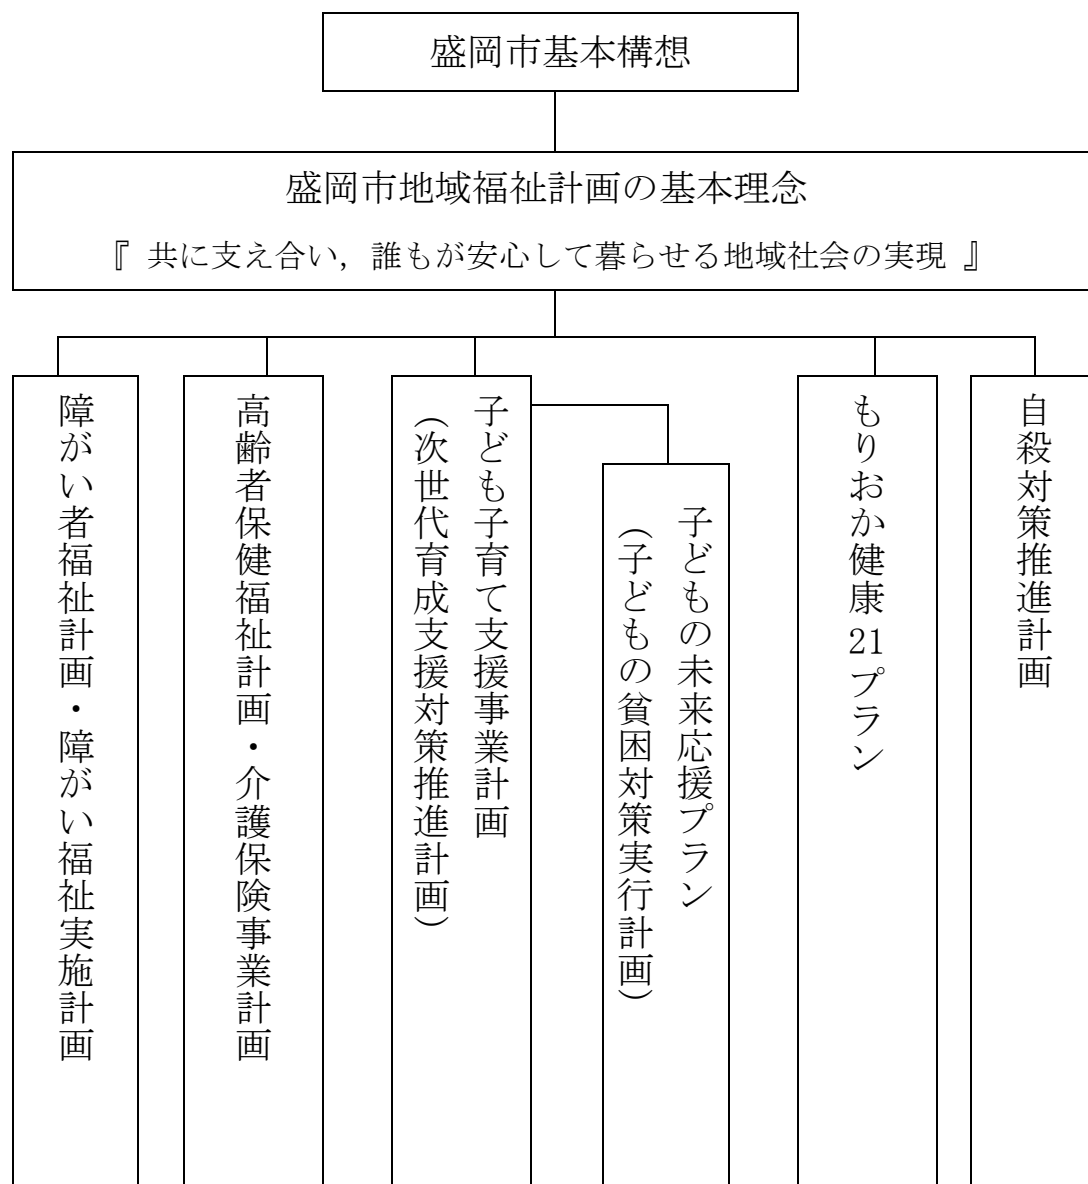 盛岡市基本構想
盛岡市地域福祉計画の基本理念
『 共に支え合い，誰もが安心して暮らせる地域社会の実現 』
障がい者福祉計画・障がい福祉実施計画
高齢者保健福祉計画・介護保険事業計画
子ども子育て支援事業計画
（次世代育成支援対策推進計画）
子どもの未来応援プラン
（子どもの貧困対策実行計画）
もりおか健康21プラン
自殺対策推進計画